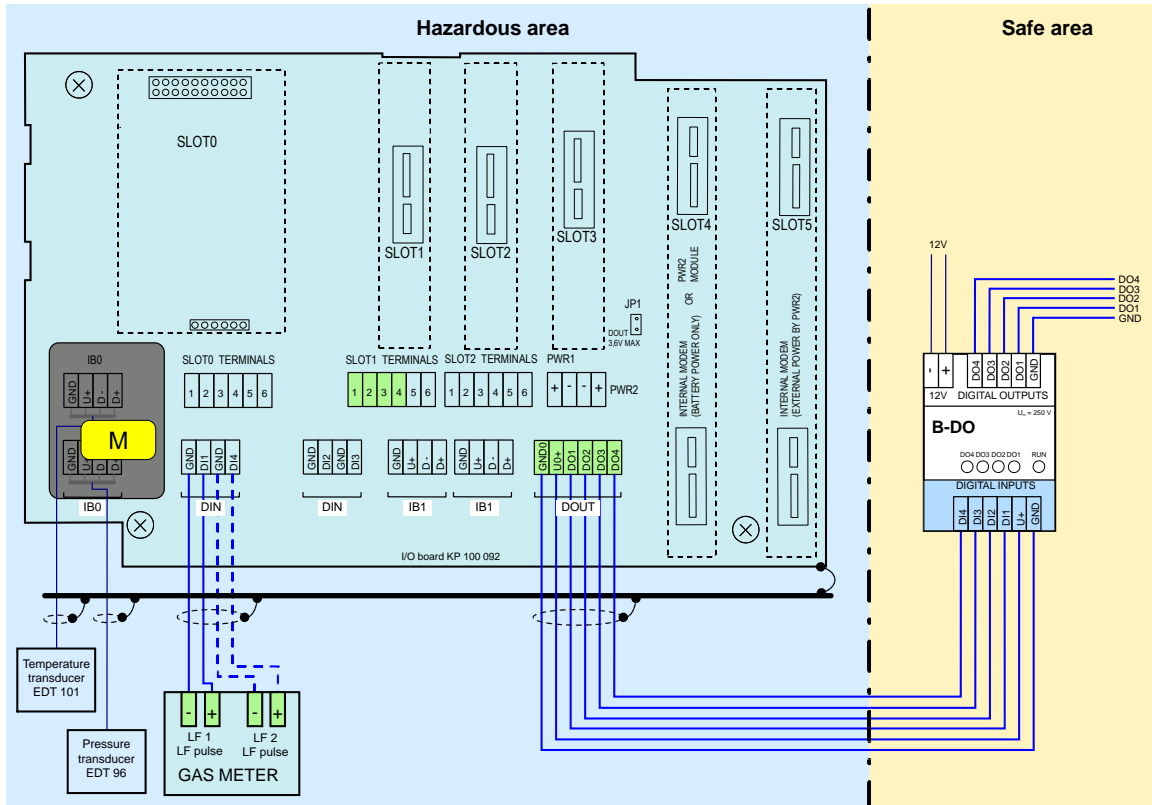 Hazardous area
Safe area
SLOT0
SLOT1
SLOT2
SLOT3
SLOT4
SLOT5
JP1
DOUT
3,6V MAX
INTERNAL MODEM
(BATTERY POWER ONLY) OR PWR2
MODULE
INTERNAL MODEM
(EXTERNAL POWER BY PWR2)
IB0
GND U+ D- D+
M
GND U+ D D+
IB0
SLOT0 TERMINALS
1 2 3 4 5 6
SLOT1 TERMINALS
1 2 3 4 5 6
SLOT2 TERMINALS
1 2 3 4 5 6
PWR1
+ - - +
PWR2
GND DI1 GND DI4
DIN
GND DI2 GND DI3
DIN
GND U+ D- D+
IB1
GND U+ D- D+
IB1
GND0 U0+ DO1 DO2 DO3 DO4
DOUT
I/O board KP 100 092
Temperature
transducer
EDT 101
Pressure
transducer
EDT 96
- + - +
LF 1
LF pulse
LF 2
LF pulse
GAS METER
12V
DO4
DO3
DO2
DO1
GND
- +
12V
DO4 DO3 DO2 DO1 GND
DIGITAL OUTPUTS
B-DO
DO4 DO3 DO2 DO1 RUN
DIGITAL INPUTS
DI4 DI3 DI2 DI1 U+ GND